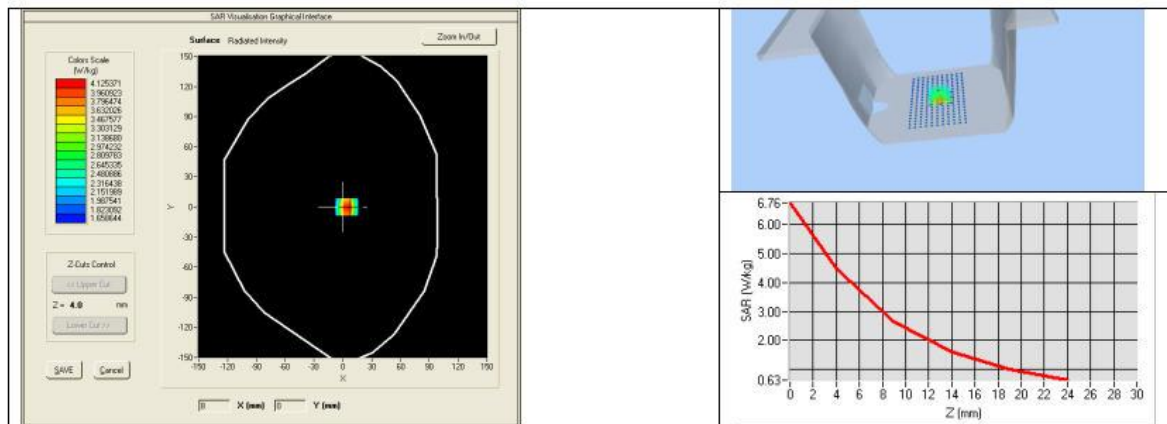 SAR Visualisation Graphical Interface
Colors Scale
(W/kg)
4.125371
3.960923
3.796474
3.632026
3.467577
3.303129
3.138680
2.974232
2.809783
2.645335
2.480886
2.316438
2.151989
1.987541
1.823092
1.658644
Z-Cuts Control
<< Upper Cut
Z = 4.0 mm
Lower Cut >>
SAVE Cancel
Surface Radiated Intensity
Zoom In/Out
150
120
90
60
30
0
-30
-60
-90
-120
-150
Y
-150 -120 -90 -60 -30 0 30 60 90 120 150
X
8 X (mm) 0 Y (mm)
6.76
6.00
5.00
4.00
3.00
2.00
0.63
SAR (W/kg)
0 2 4 6 8 10 12 14 16 18 20 22 24 26 28 30
Z (mm)